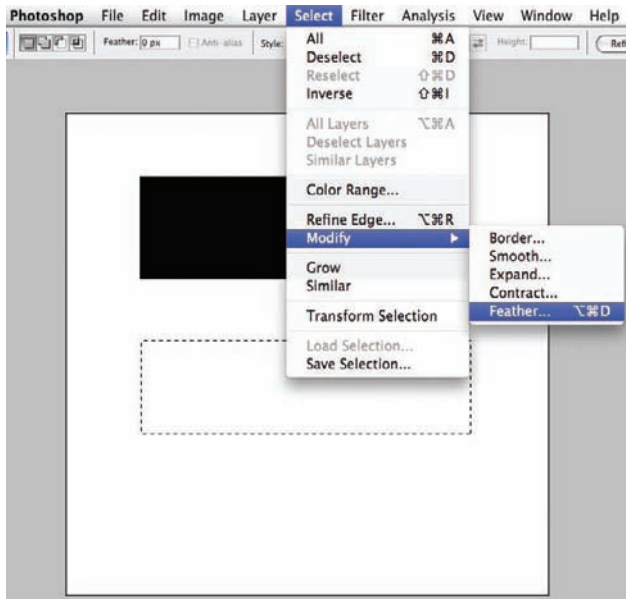 Photoshop File Edit Image Layer Select Filter Analysis View Window Help
Feather: 0 px Anti-alias Style: Height:
All ⌘A
Deselect ⌘D
Reselect ⇧⌘D
Inverse ⇧⌘I
All Layers ⌥⌘A
Deselect Layers
Similar Layers
Color Range...
Refine Edge... ⌥⌘R
Modify ▶
Border...
Smooth...
Expand...
Contract...
Feather... ⌥⌘D
Grow
Similar
Transform Selection
Load Selection...
Save Selection...